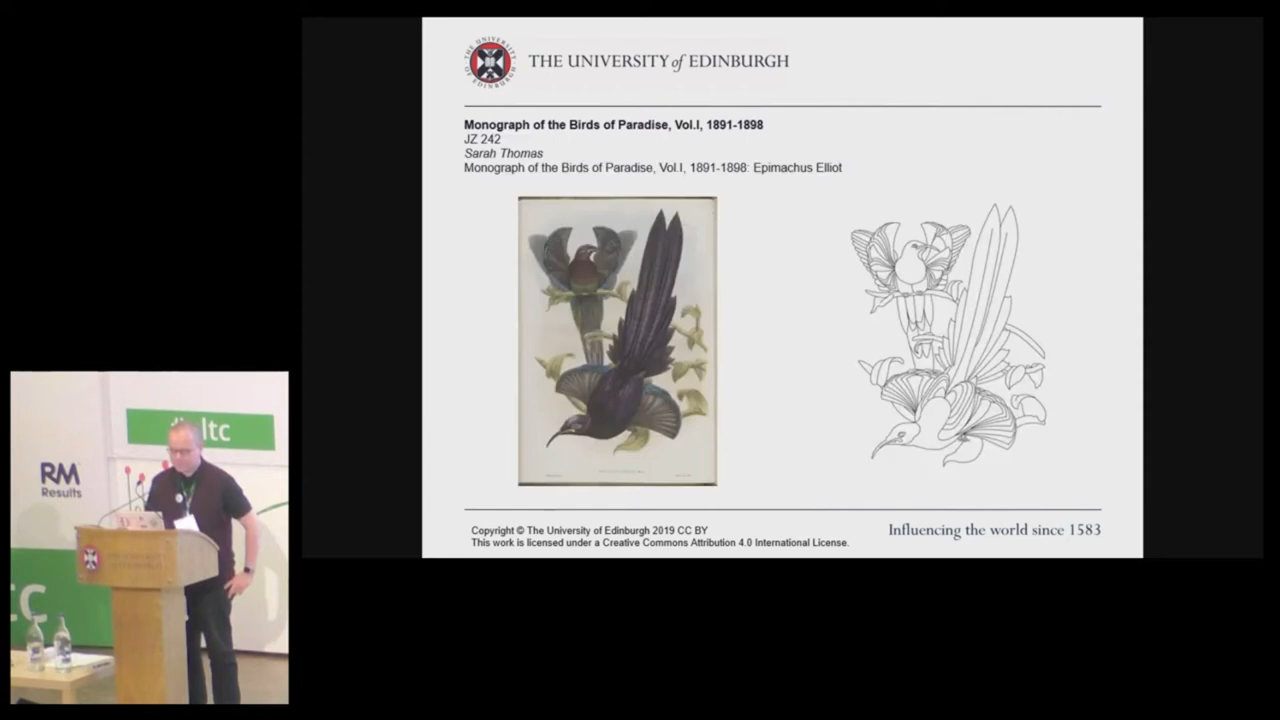 THE UNIVERSITY of EDINBURGH
Monograph of the Birds of Paradise, Vol.I, 1891-1898
JZ 242
Sarah Thomas
Monograph of the Birds of Paradise, Vol.I, 1891-1898: Epimachus Elliot
Copyright © The University of Edinburgh 2019 CC BY
This work is licensed under a Creative Commons Attribution 4.0 International License.
Influencing the world since 1583
ltc
RM
Results